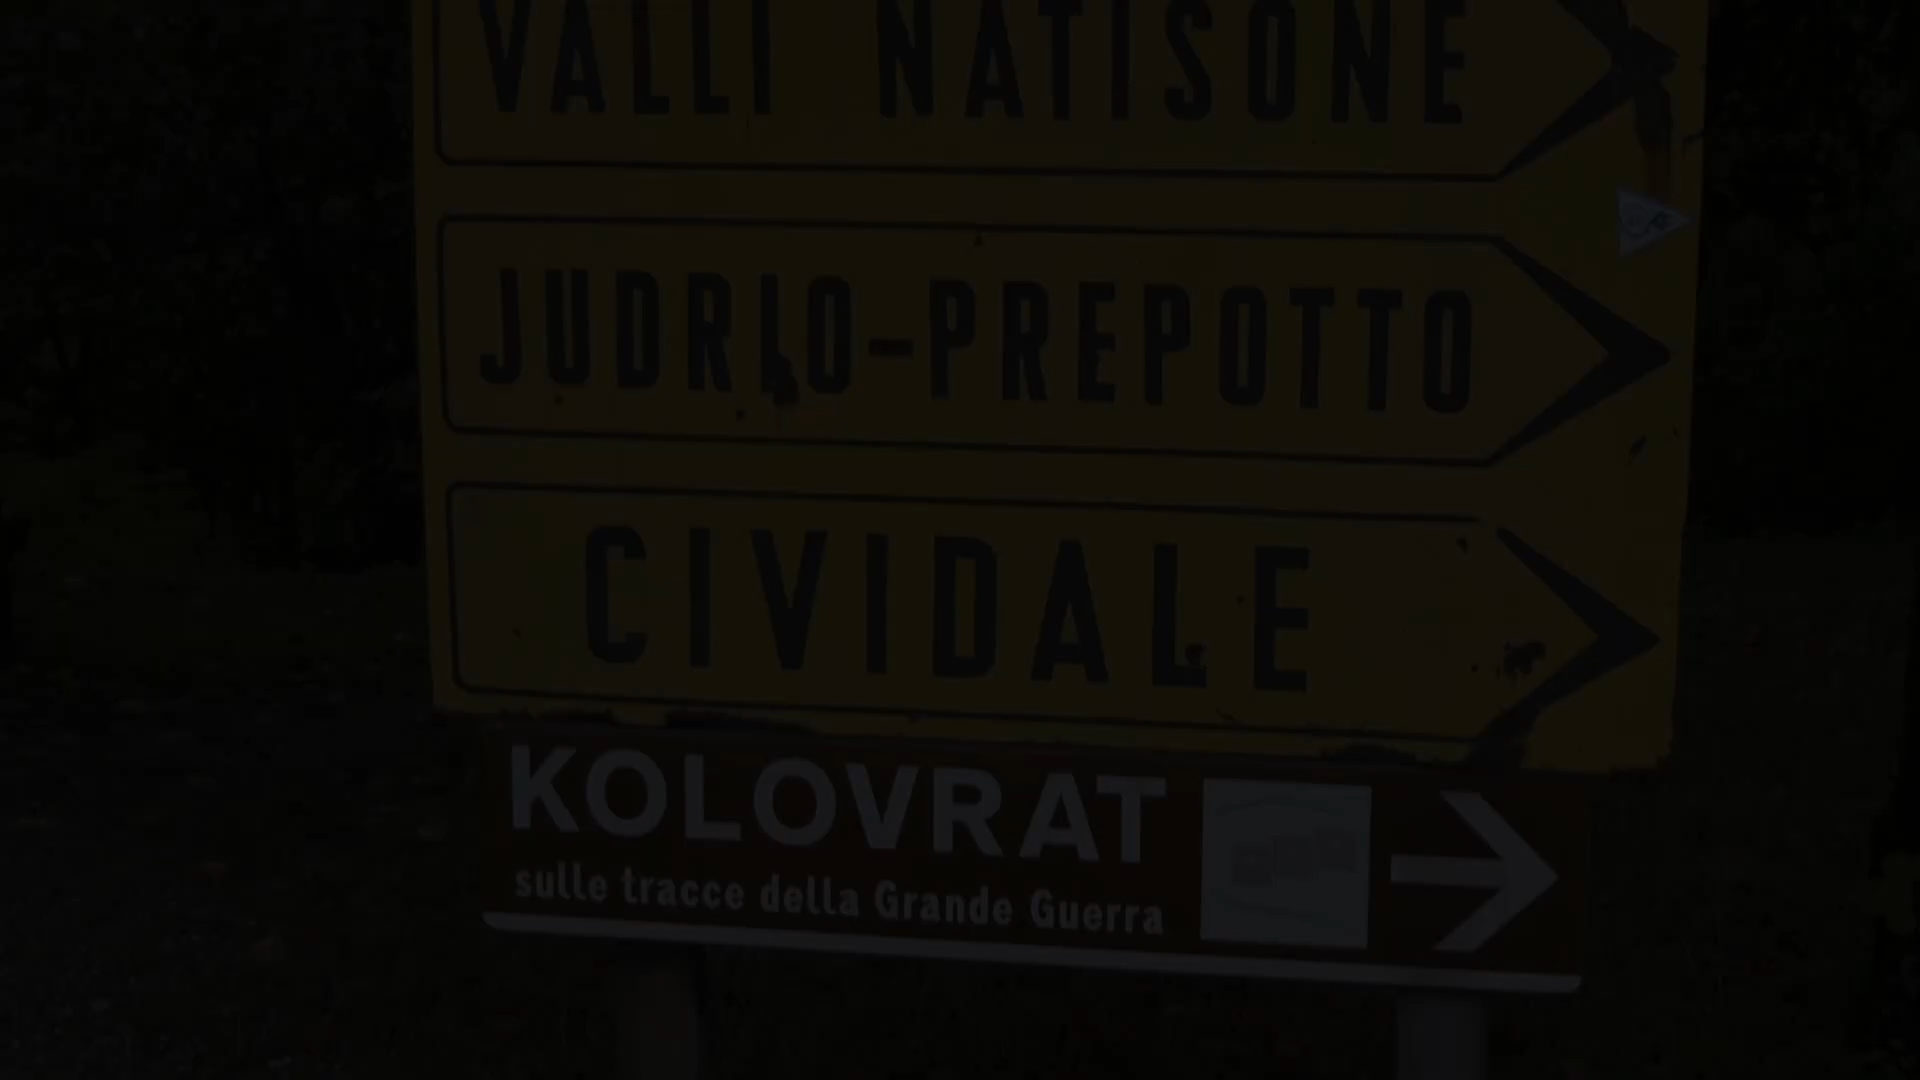 VALLI NATISONE
JUDRIO-PREPOTTO
CIVIDALE
KOLOVRAT
sulle tracce della Grande Guerra